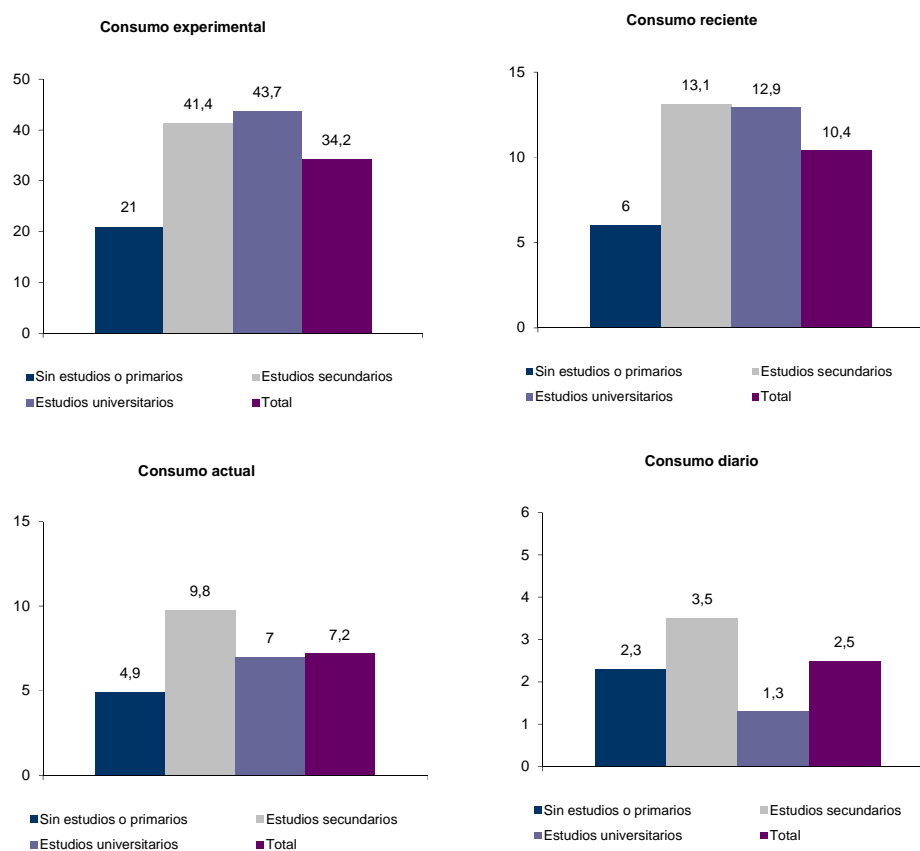 Consumo experimental
50
40
30
20
10
0
21
41,4
43,7
34,2
Sin estudios o primarios
Estudios secundarios
Estudios universitarios
Total
Consumo reciente
15
10
5
0
6
13,1
12,9
10,4
Sin estudios o primarios
Estudios secundarios
Estudios universitarios
Total
Consumo actual
15
10
5
0
4,9
9,8
7
7,2
Sin estudios o primarios
Estudios secundarios
Estudios universitarios
Total
Consumo diario
6
5
4
3
2
1
0
2,3
3,5
1,3
2,5
Sin estudios o primarios
Estudios secundarios
Estudios universitarios
Total